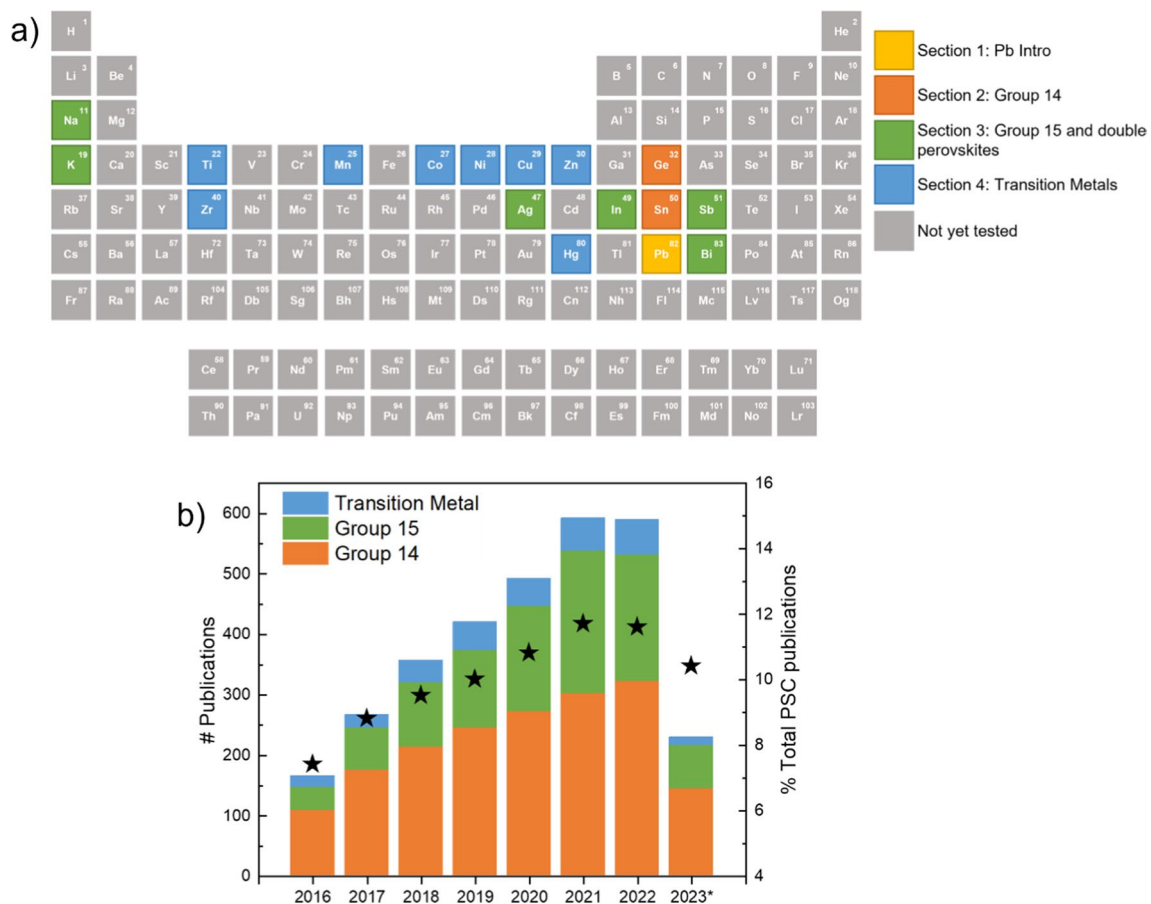 a)
H 1 He 2
Li 3 Be 4 B 5 C 6 N 7 O 8 F 9 Ne 10
Na 11 Mg 12 Al 13 Si 14 P 15 S 16 Cl 17 Ar 18
K 19 Ca 20 Sc 21 Ti 22 V 23 Cr 24 Mn 25 Fe 26 Co 27 Ni 28 Cu 29 Zn 30 Ga 31 Ge 32 As 33 Se 34 Br 35 Kr 36
Rb 37 Sr 38 Y 39 Zr 40 Nb 41 Mo 42 Tc 43 Ru 44 Rh 45 Pd 46 Ag 47 Cd 48 In 49 Sn 50 Sb 51 Te 52 I 53 Xe 54
Cs 55 Ba 56 La 57 Hf 72 Ta 73 W 74 Re 75 Os 76 Ir 77 Pt 78 Au 79 Hg 80 Tl 81 Pb 82 Bi 83 Po 84 At 85 Rn 86
Fr 87 Ra 88 Ac 89 Rf 104 Db 105 Sg 106 Bh 107 Hs 108 Mt 109 Ds 110 Rg 111 Cn 112 Nh 113 Fl 114 Mc 115 Lv 116 Ts 117 Og 118
Ce 58 Pr 59 Nd 60 Pm 61 Sm 62 Eu 63 Gd 64 Tb 65 Dy 66 Ho 67 Er 68 Tm 69 Yb 70 Lu 71
Th 90 Pa 91 U 92 Np 93 Pu 94 Am 95 Cm 96 Bk 97 Cf 98 Es 99 Fm 100 Md 101 No 102 Lr 103
Section 1: Pb Intro
Section 2: Group 14
Section 3: Group 15 and double
perovskites
Section 4: Transition Metals
Not yet tested
b)
Transition Metal
Group 15
Group 14
# Publications
600
500
400
300
200
100
0
16
14
12
10
8
6
4
% Total PSC publications
2016 2017 2018 2019 2020 2021 2022 2023*